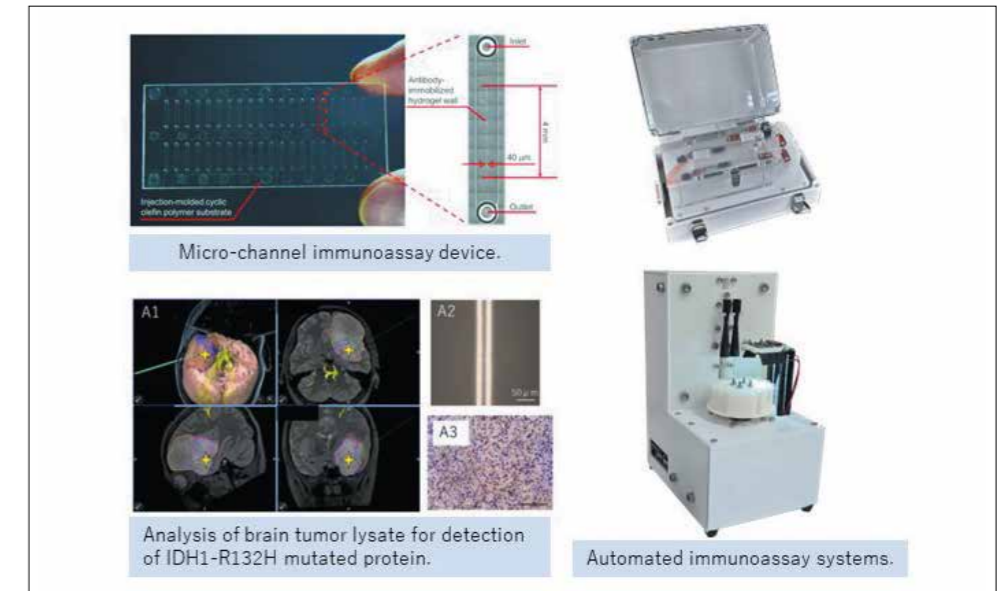 Inlet
Antibody-
immobilized
hydrogel wall
4 mm
40 μm
Injection-molded cyclic
olefin polymer substrate
Outlet
Micro-channel immunoassay device.
A1
A2
50μm
A3
Analysis of brain tumor lysate for detection
of IDH1-R132H mutated protein.
Automated immunoassay systems.